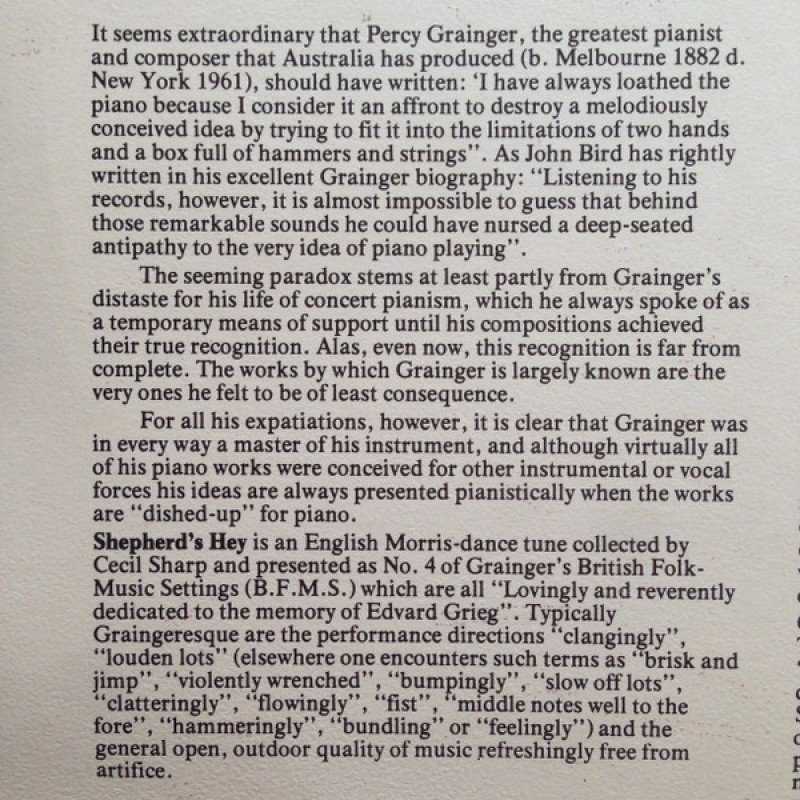 It seems extraordinary that Percy Grainger, the greatest pianist
and composer that Australia has produced (b. Melbourne 1882 d.
New York 1961), should have written: ‘I have always loathed the
piano because I consider it an affront to destroy a melodiously
conceived idea by trying to fit it into the limitations of two hands
and a box full of hammers and strings”. As John Bird has rightly
written in his excellent Grainger biography: “Listening to his
records, however, it is almost impossible to guess that behind
those remarkable sounds he could have nursed a deep-seated
antipathy to the very idea of piano playing”.
The seeming paradox stems at least partly from Grainger’s
distaste for his life of concert pianism, which he always spoke of as
a temporary means of support until his compositions achieved
their true recognition. Alas, even now, this recognition is far from
complete. The works by which Grainger is largely known are the
very ones he felt to be of least consequence.
For all his expatiations, however, it is clear that Grainger was
in every way a master of his instrument, and although virtually all
of his piano works were conceived for other instrumental or vocal
forces his ideas are always presented pianistically when the works
are “dished-up” for piano.
Shepherd’s Hey is an English Morris-dance tune collected by
Cecil Sharp and presented as No. 4 of Grainger’s British Folk-
Music Settings (B.F.M.S.) which are all “Lovingly and reverently
dedicated to the memory of Edvard Grieg”. Typically
Graingeresque are the performance directions “clangingly”,
“louden lots” (elsewhere one encounters such terms as “brisk and
jimp”, “violently wrenched”, “bumpingly”, “slow off lots”,
“clatteringly”, “flowingly”, “fist”, “middle notes well to the
fore”, “hammeringly”, “bundling” or “feelingly”) and the
general open, outdoor quality of music refreshingly free from
artifice.